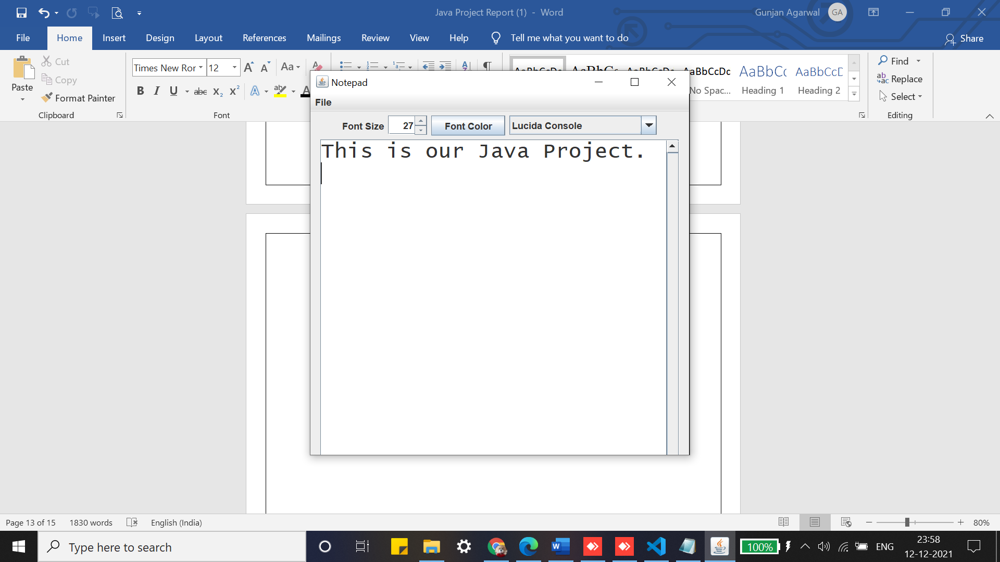 Java Project Report (1) - Word
Gunjan Agarwal
GA
File
Home
Insert
Design
Layout
References
Mailings
Review
View
Help
Tell me what you want to do
Share
Paste
Cut
Copy
Format Painter
Clipboard
Times New Ror
12
Font
No Spac...
AaBbCc
Heading 1
AaBbCcD
Heading 2
Find
Replace
Select
Editing
Notepad
File
Font Size
27
Font Color
Lucida Console
This is our Java Project.
Page 13 of 15
1830 words
English (India)
80%
Type here to search
100%
ENG
23:58
12-12-2021